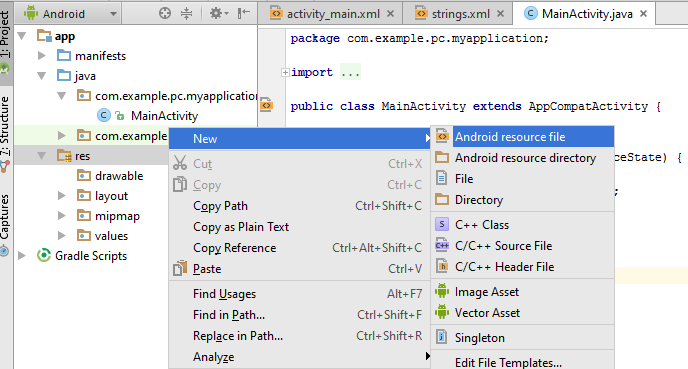 Android
activity_main.xml
strings.xml
MainActivity.java
1: Project
7: Structure
Captures
app
manifests
java
com.example.pc.myapplication
MainActivity
com.example
res
drawable
layout
mipmap
values
Gradle Scripts
package com.example.pc.myapplication;
import ...
public class MainActivity extends AppCompatActivity {
ceState) {
;
New
Cut Ctrl+X
Copy Ctrl+C
Copy Path Ctrl+Shift+C
Copy as Plain Text
Copy Reference Ctrl+Alt+Shift+C
Paste Ctrl+V
Find Usages Alt+F7
Find in Path... Ctrl+Shift+F
Replace in Path... Ctrl+Shift+R
Analyze
Android resource file
Android resource directory
File
Directory
C++ Class
C/C++ Source File
C/C++ Header File
Image Asset
Vector Asset
Singleton
Edit File Templates...